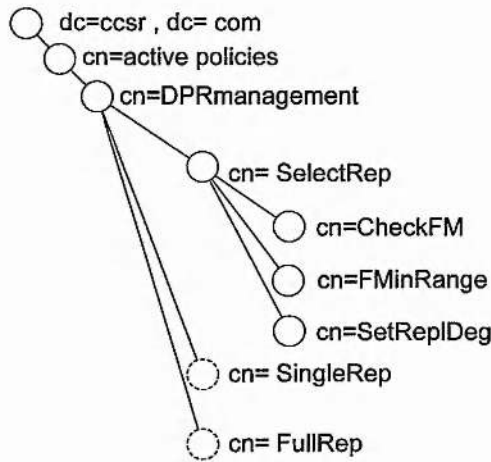 dc=ccsr , dc= com
cn=active policies
cn=DPRmanagement
cn= SelectRep
cn=CheckFM
cn=FMinRange
cn=SetReplDeg
cn= SingleRep
cn= FullRep